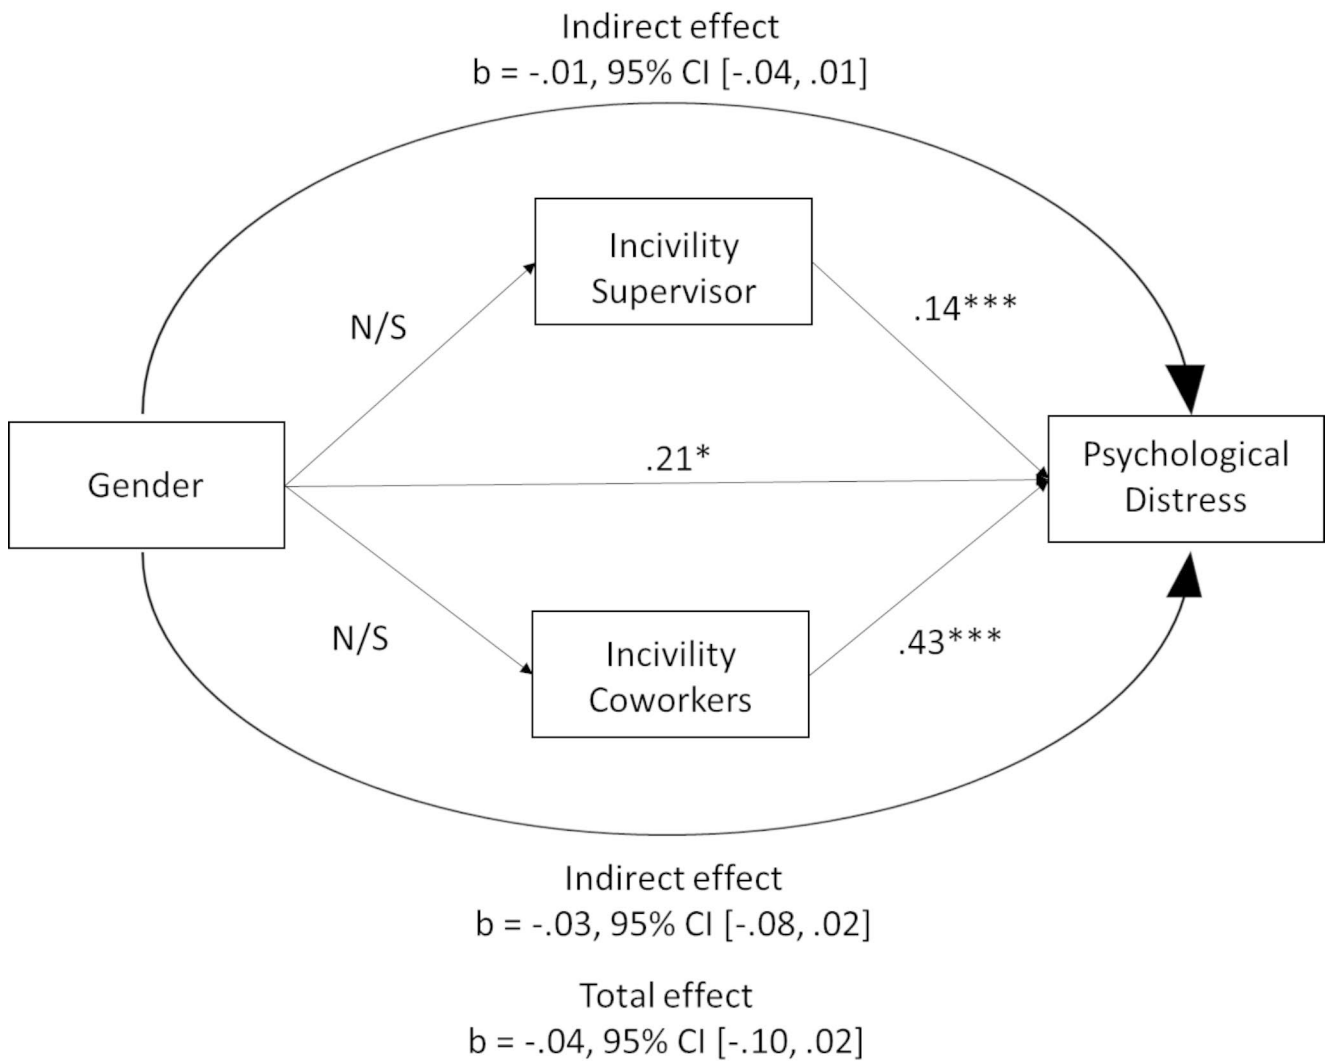 Indirect effect
b = -.01, 95% CI [-.04, .01]
Incivility
Supervisor
N/S
.14***
Gender
.21*
Psychological
Distress
N/S
Incivility
Coworkers
.43***
Indirect effect
b = -.03, 95% CI [-.08, .02]
Total effect
b = -.04, 95% CI [-.10, .02]